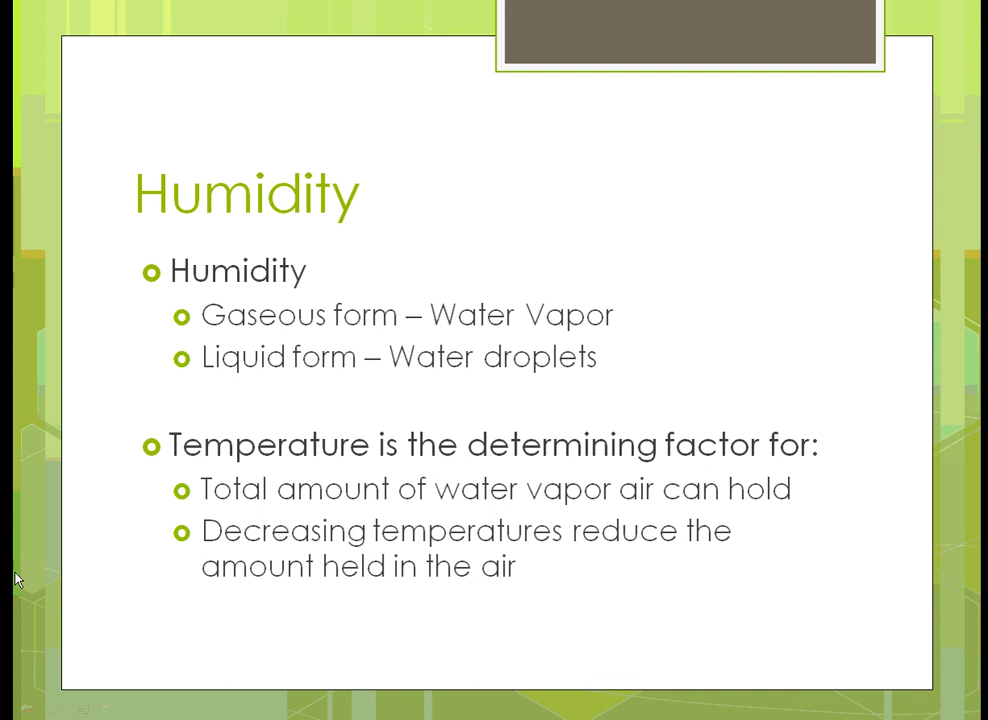 Humidity
Humidity
Gaseous form – Water Vapor
Liquid form – Water droplets
Temperature is the determining factor for:
Total amount of water vapor air can hold
Decreasing temperatures reduce the
amount held in the air